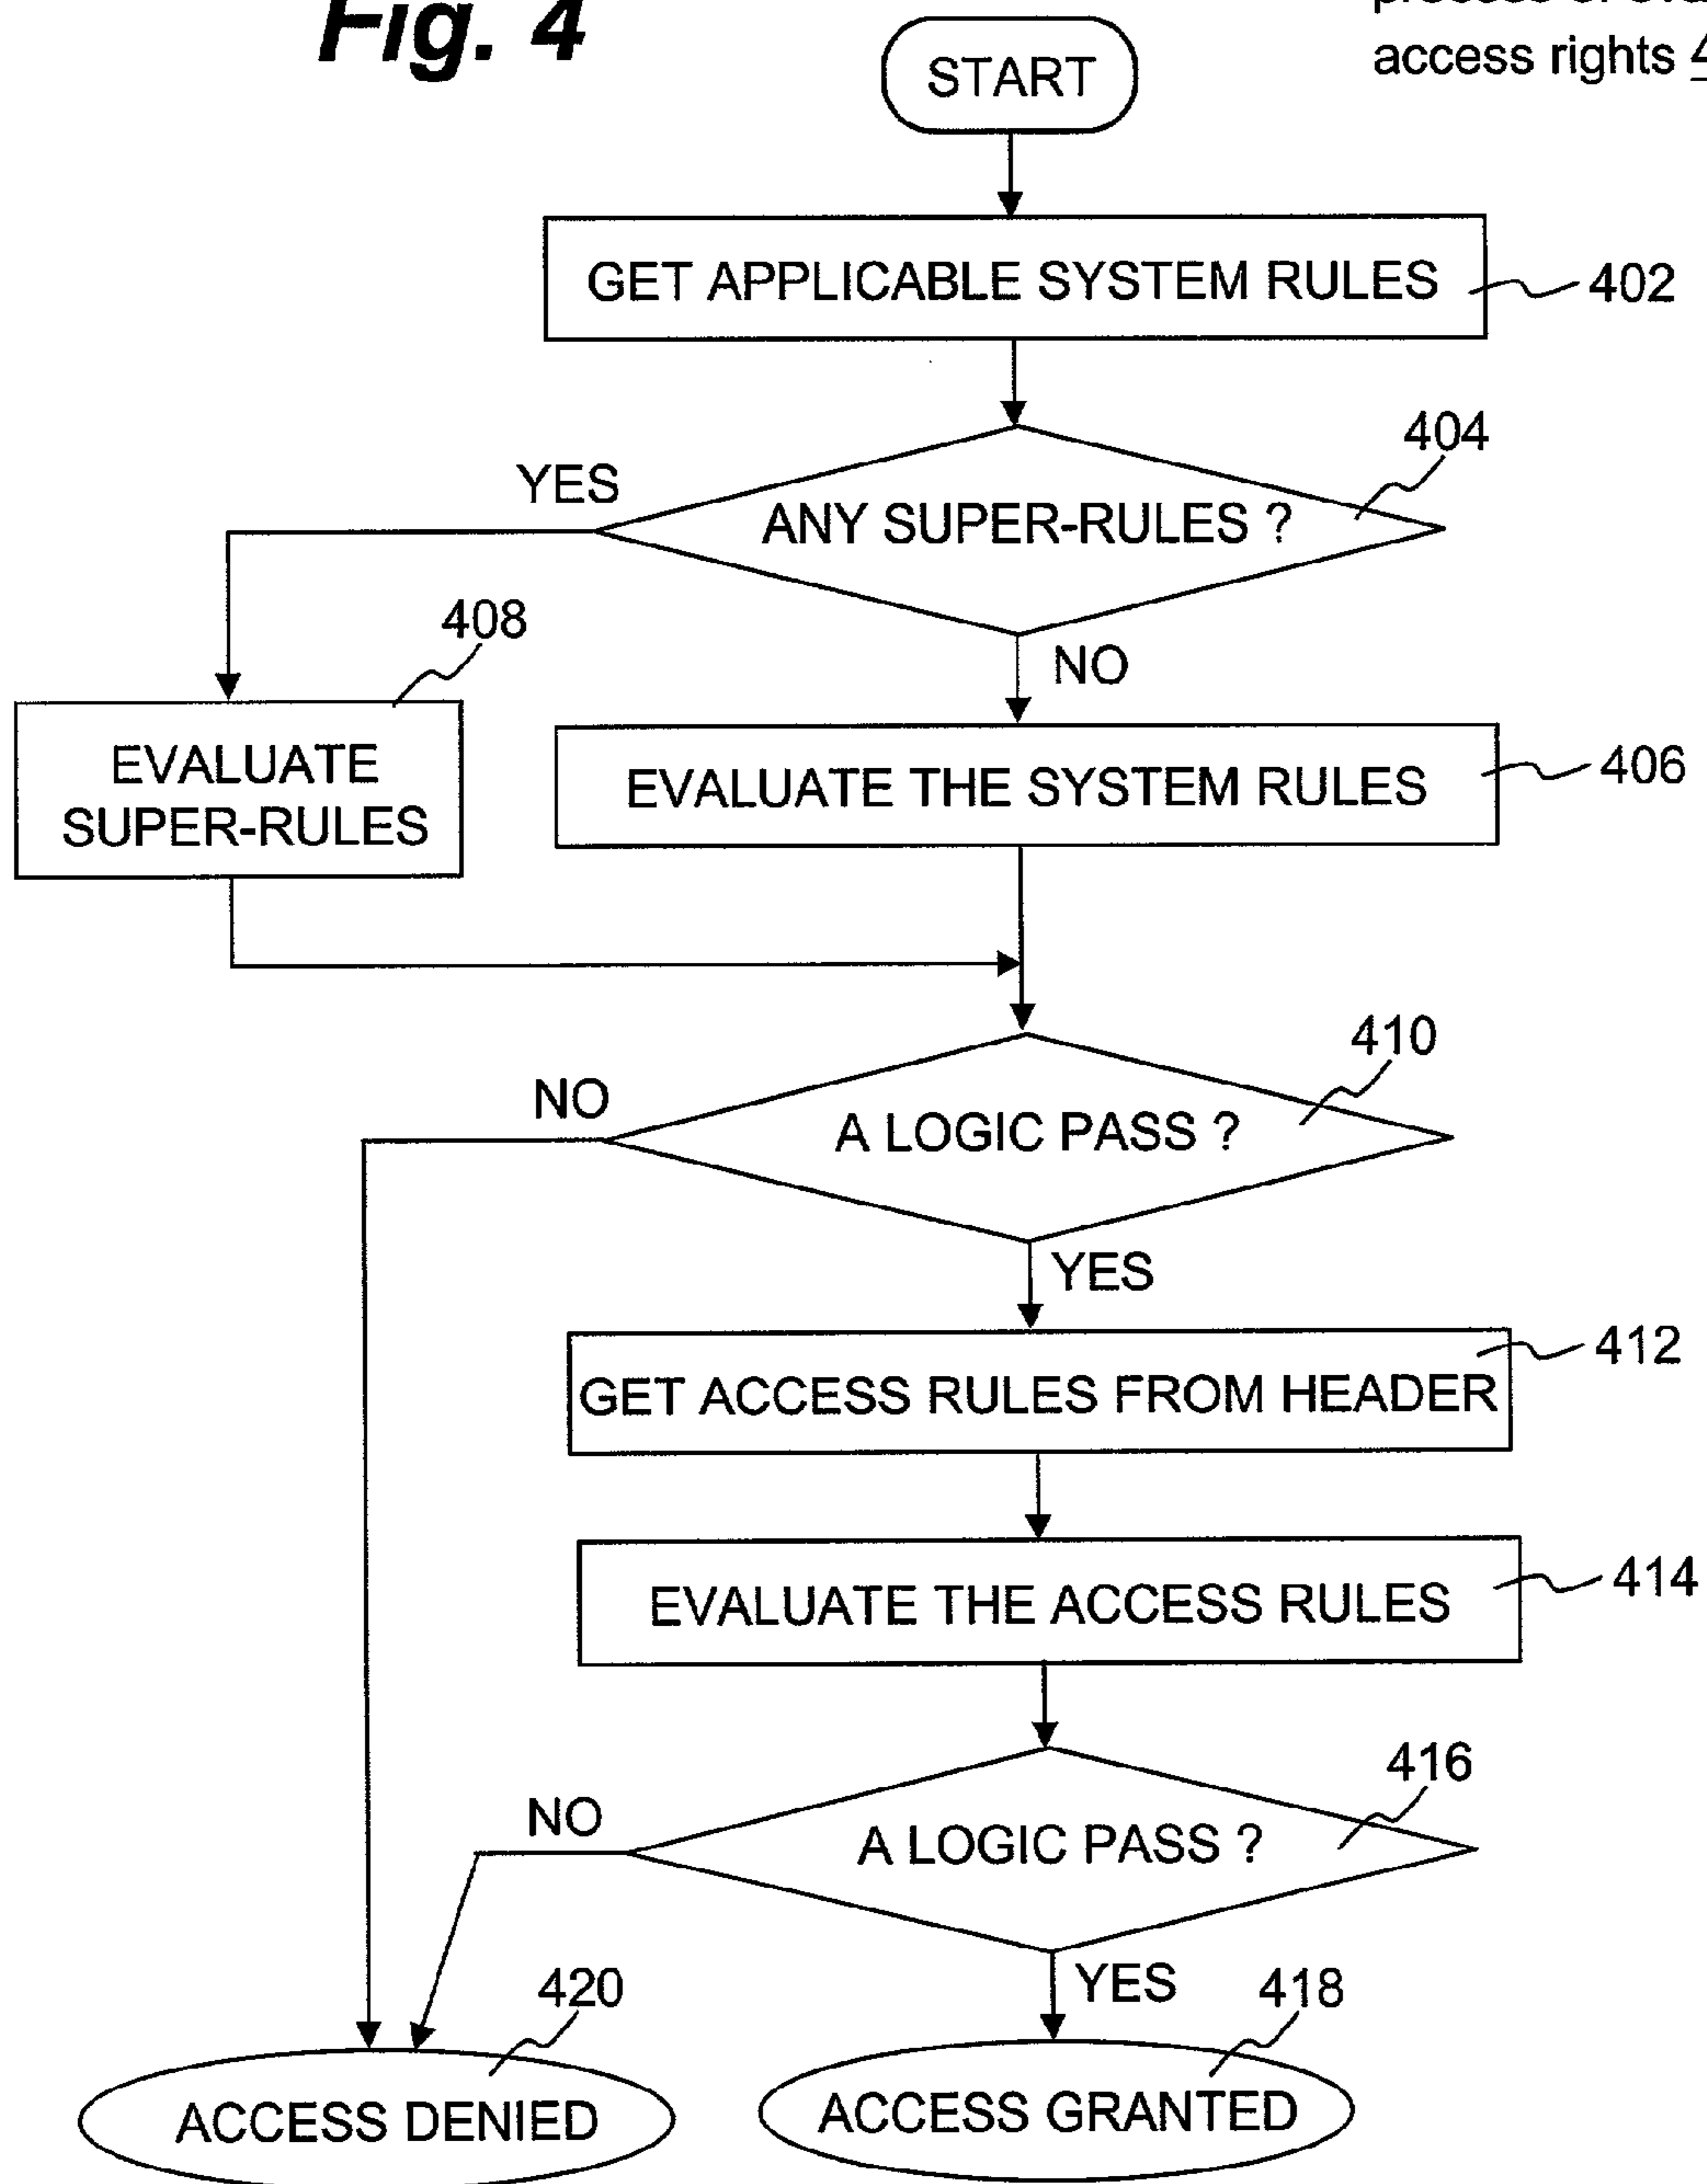 Fig. 4
access rights
START
GET APPLICABLE SYSTEM RULES
402
404
YES
ANY SUPER-RULES ?
408
NO
EVALUATE
SUPER-RULES
EVALUATE THE SYSTEM RULES
406
410
NO
A LOGIC PASS ?
YES
412
GET ACCESS RULES FROM HEADER
EVALUATE THE ACCESS RULES
414
416
NO
A LOGIC PASS ?
420
YES
418
ACCESS DENIED
ACCESS GRANTED